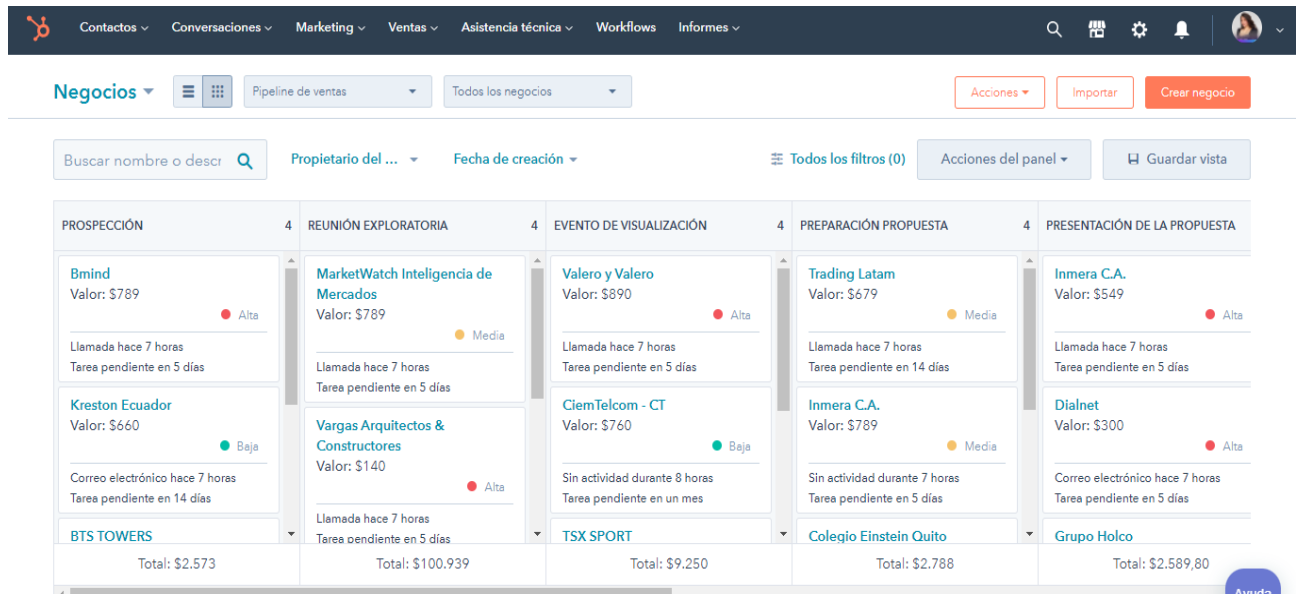 Contactos Conversaciones Marketing Ventas Asistencia técnica Workflows Informes
Negocios Pipeline de ventas Todos los negocios Acciones Importar Crear negocio
Buscar nombre o descr Propietario del ... Fecha de creación Todos los filtros (0) Acciones del panel Guardar vista
PROSPECCIÓN 4
Bmind
Valor: $789
Alta
Llamada hace 7 horas
Tarea pendiente en 5 días
Kreston Ecuador
Valor: $660
Baja
Correo electrónico hace 7 horas
Tarea pendiente en 14 días
BTS TOWERS
Total: $2.573
REUNIÓN EXPLORATORIA 4
MarketWatch Inteligencia de
Mercados
Valor: $789
Media
Llamada hace 7 horas
Tarea pendiente en 5 días
Vargas Arquitectos &
Constructores
Valor: $140
Alta
Llamada hace 7 horas
Tarea pendiente en 5 días
Total: $100.939
EVENTO DE VISUALIZACIÓN 4
Valero y Valero
Valor: $890
Alta
Llamada hace 7 horas
Tarea pendiente en 5 días
CiemTelcom - CT
Valor: $760
Baja
Sin actividad durante 8 horas
Tarea pendiente en un mes
TSX SPORT
Total: $9.250
PREPARACIÓN PROPUESTA 4
Trading Latam
Valor: $679
Media
Llamada hace 7 horas
Tarea pendiente en 14 días
Inmera C.A.
Valor: $789
Media
Sin actividad durante 7 horas
Tarea pendiente en 5 días
Colegio Einstein Quito
Total: $2.788
PRESENTACIÓN DE LA PROPUESTA
Inmera C.A.
Valor: $549
Alta
Llamada hace 7 horas
Tarea pendiente en 5 días
Dialnet
Valor: $300
Alta
Correo electrónico hace 7 horas
Tarea pendiente en 5 días
Grupo Holco
Total: $2.589,80
Ayuda